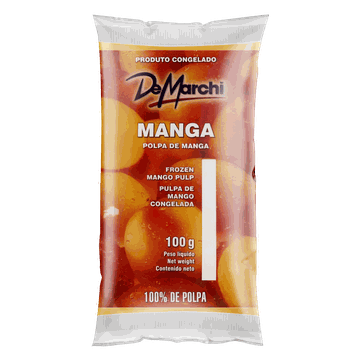 PRODUTO CONGELADO
DeMarchi
MANGA
POLPA DE MANGA
FROZEN
MANGO PULP
PULPA DE
MANGO
CONGELADA
100 g
Peso líquido
Net weight
Contenido neto
100% DE POLPA